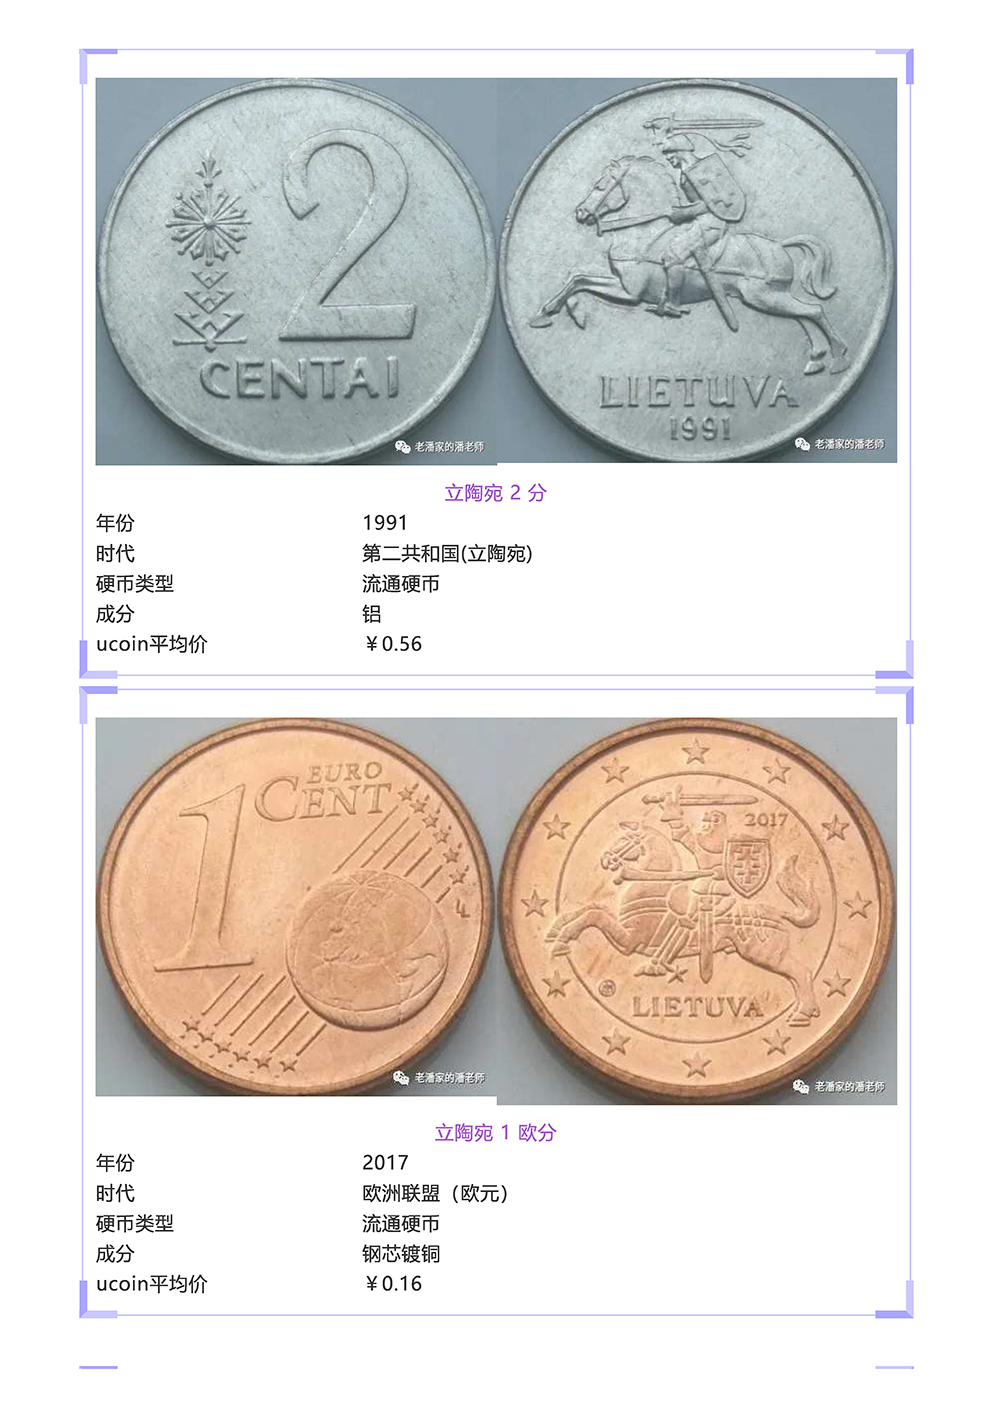 2
CENTAI
LIETUVA
1991
老潘家的潘老师
老潘家的潘老师
立陶宛 2 分
年份 1991
时代 第二共和国(立陶宛)
硬币类型 流通硬币
成分 铝
ucoin平均价 ￥0.56
1
EURO
CENT
2017
LIETUVA
老潘家的潘老师
老潘家的潘老师
立陶宛 1 欧分
年份 2017
时代 欧洲联盟（欧元）
硬币类型 流通硬币
成分 钢芯镀铜
ucoin平均价 ￥0.16